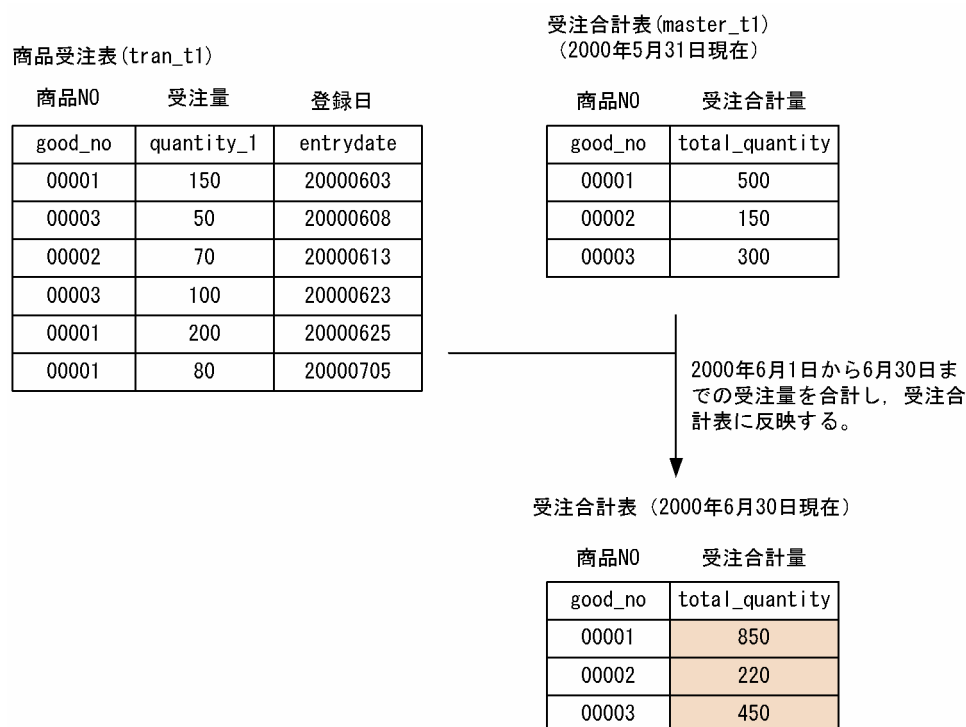 商品受注表(tran_t1)
商品NO 受注量 登録日
good_no quantity_1 entrydate
00001 150 20000603
00003 50 20000608
00002 70 20000613
00003 100 20000623
00001 200 20000625
00001 80 20000705
受注合計表(master_t1)
（2000年5月31日現在）
商品NO 受注合計量
good_no total_quantity
00001 500
00002 150
00003 300
2000年6月1日から6月30日ま
での受注量を合計し，受注合
計表に反映する。
受注合計表（2000年6月30日現在）
商品NO 受注合計量
good_no total_quantity
00001 850
00002 220
00003 450